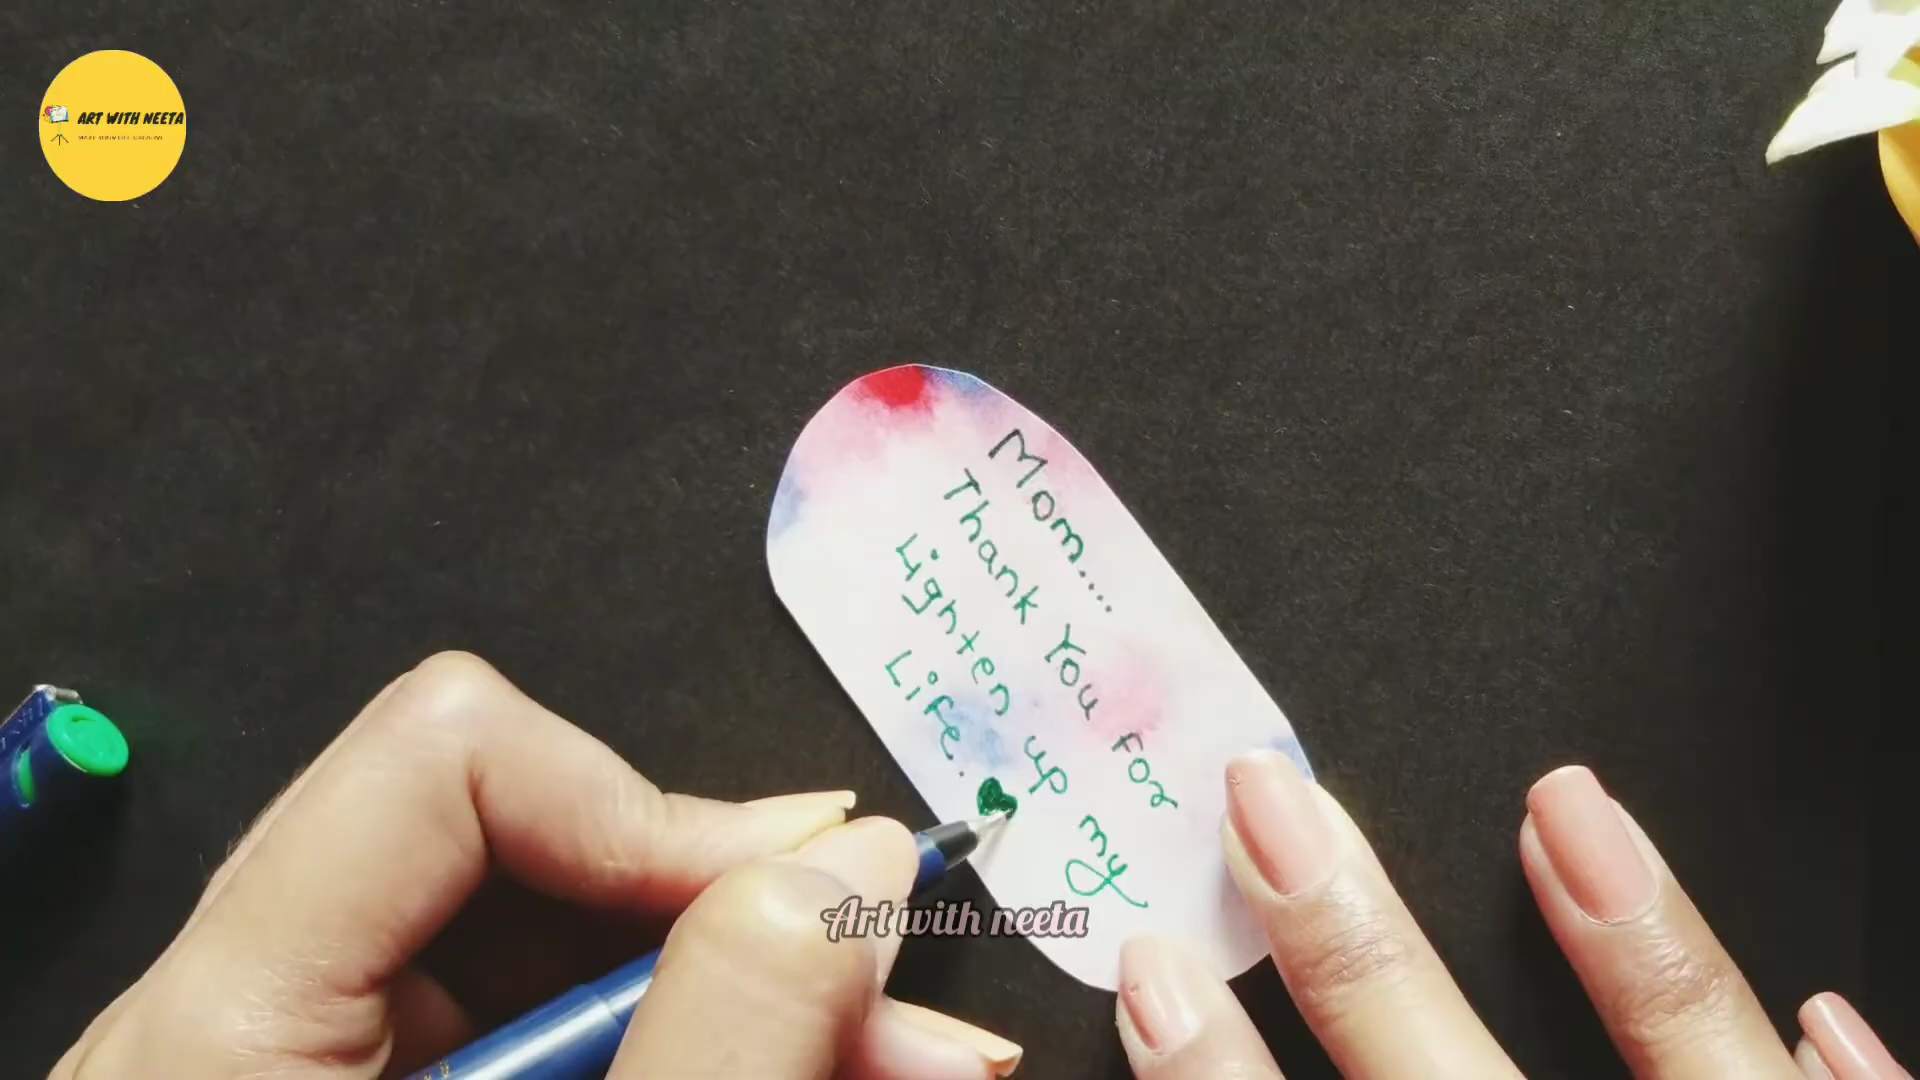 ART WITH NEETA
Mom.....
Thank You For
Lighten up my
Life.
Art with neeta